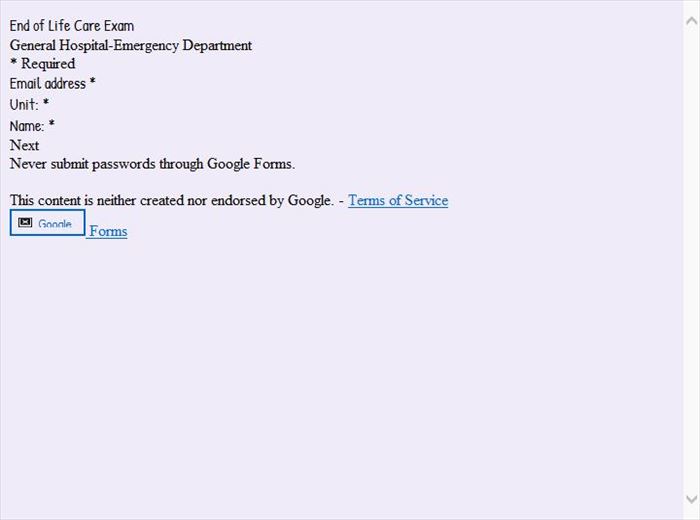 End of Life Care Exam
General Hospital-Emergency Department
* Required
Email address *
Unit: *
Name: *
Next
Never submit passwords through Google Forms.
This content is neither created nor endorsed by Google. - Terms of Service
Google Forms